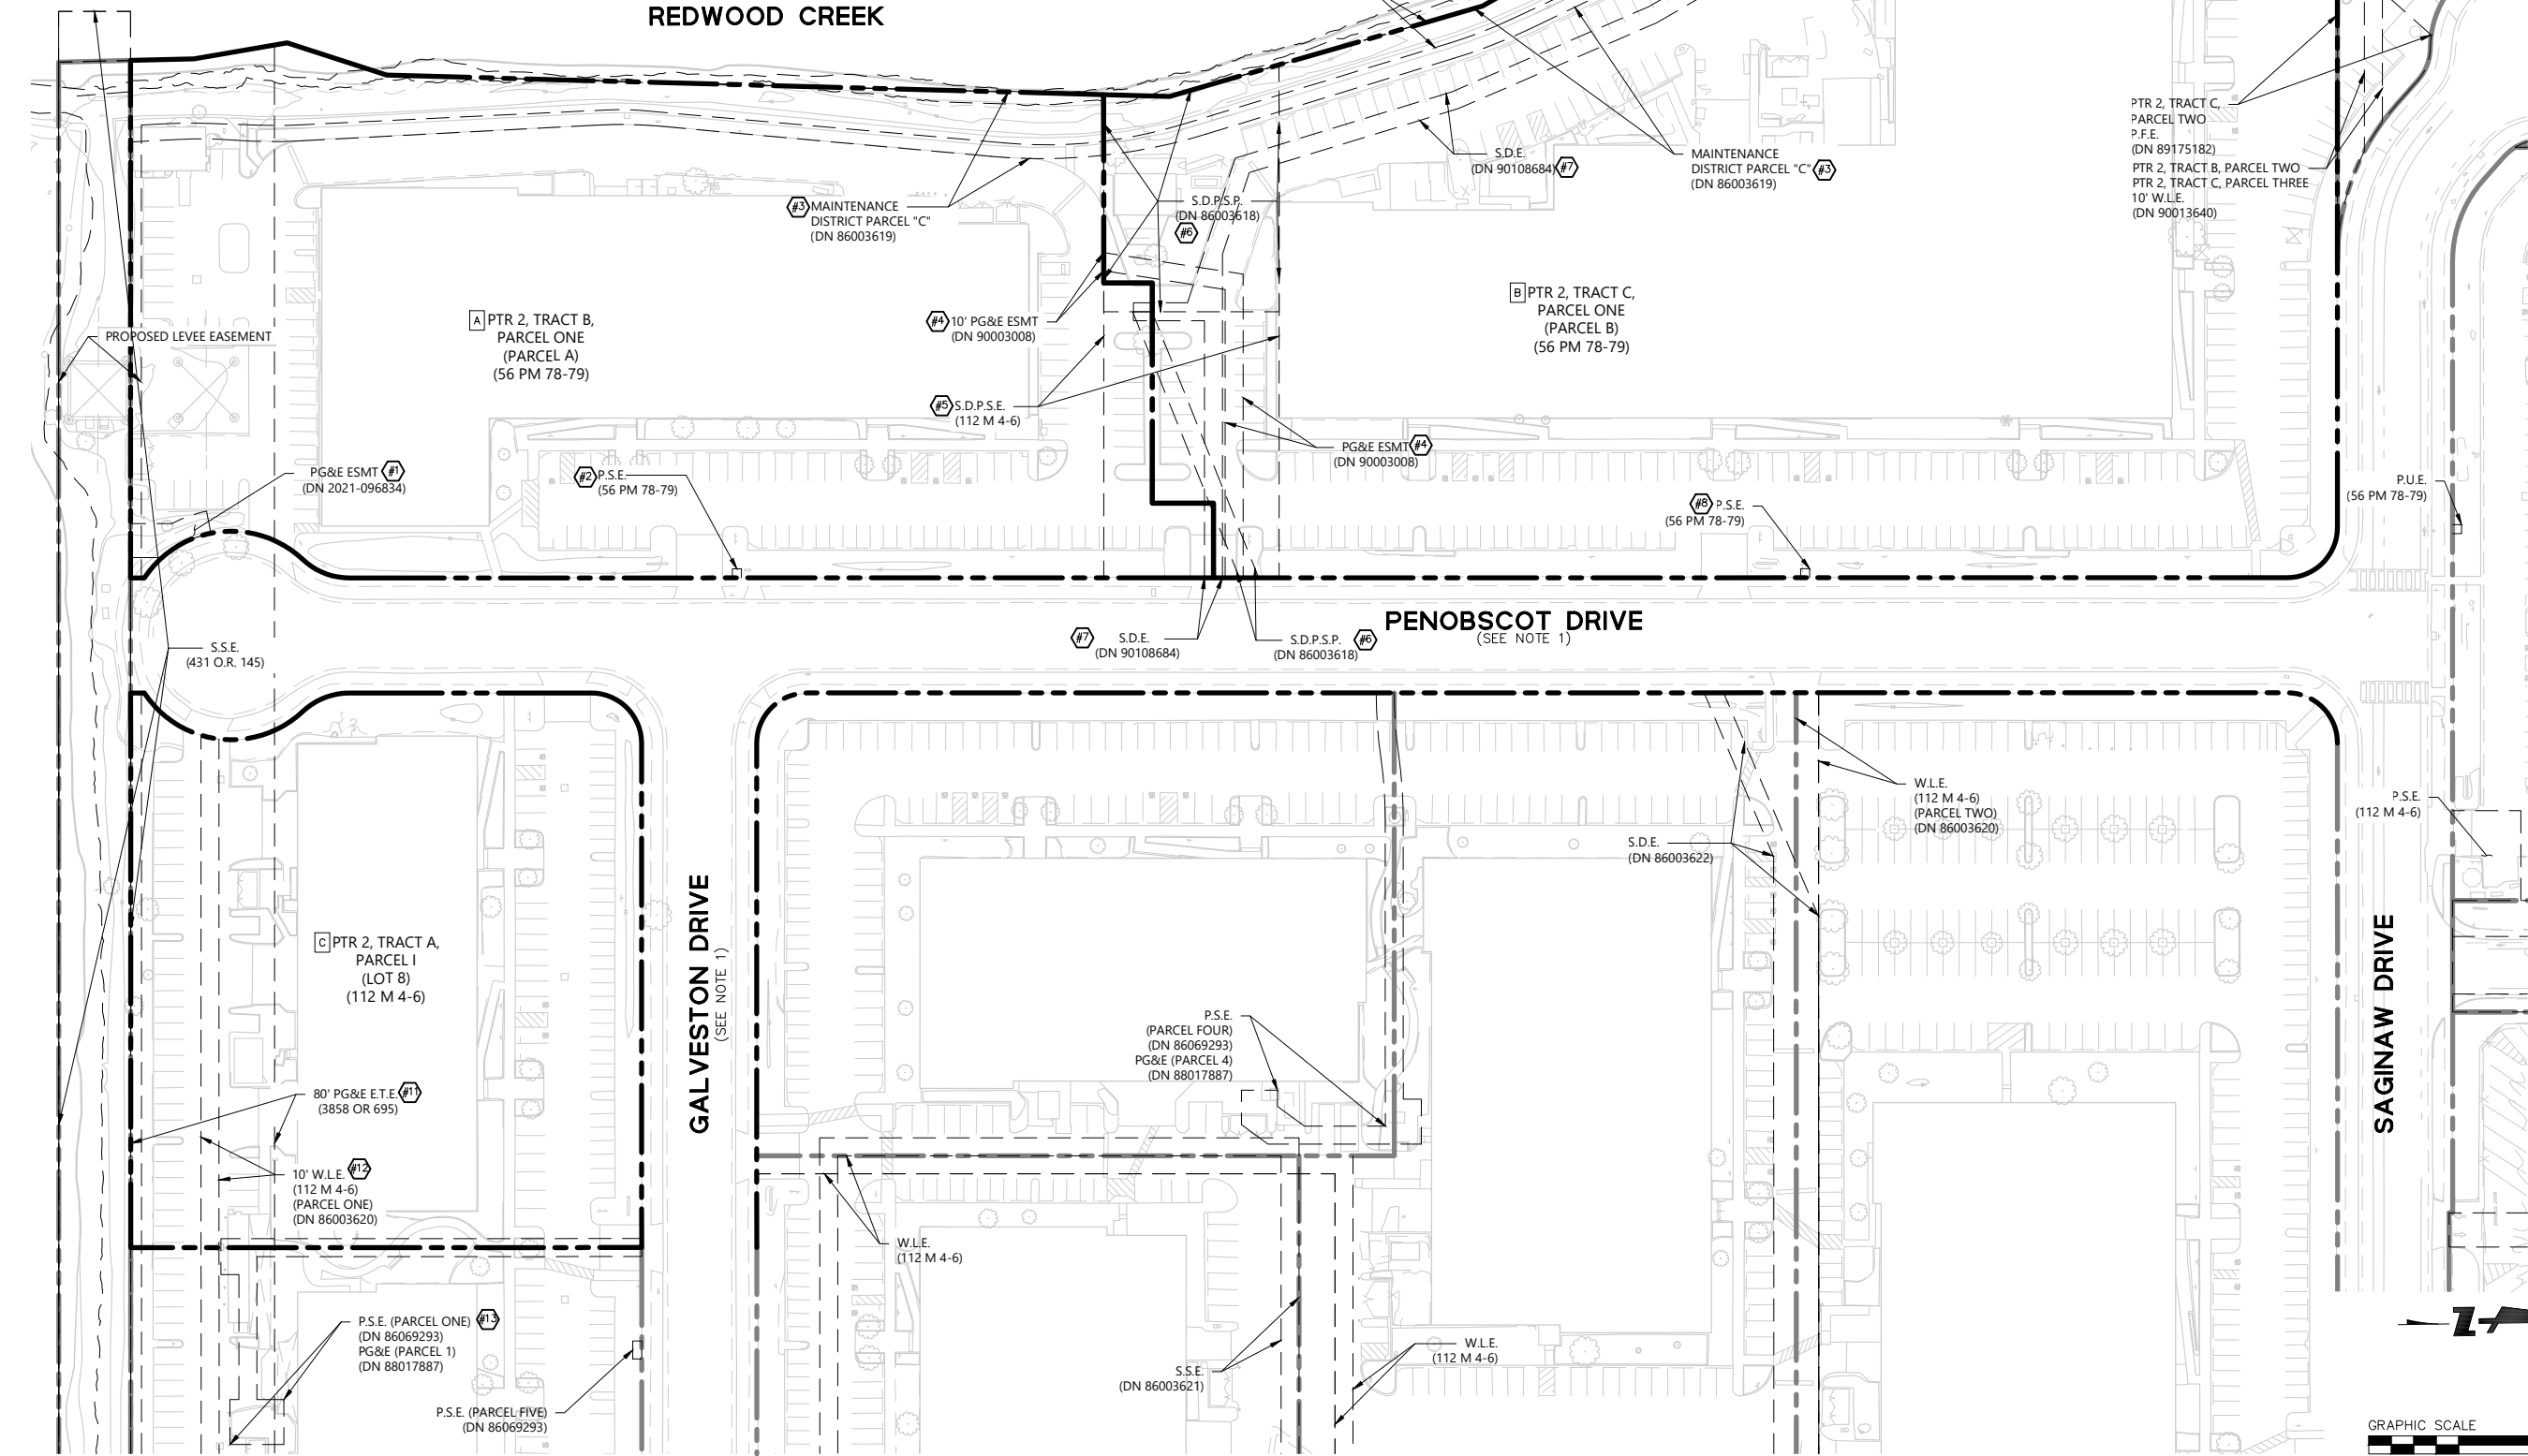 REDWOOD CREEK
PTR 2, TRACT C,
PARCEL TWO
P.F.E.
(DN 89175182)
PTR 2, TRACT B, PARCEL TWO
PTR 2, TRACT C, PARCEL THREE
10' W.L.E.
(DN 90013640)
S.D.E.
(DN 90108684) #7
MAINTENANCE
DISTRICT PARCEL "C" #3
(DN 86003619)
#3 MAINTENANCE
DISTRICT PARCEL "C"
(DN 86003619)
S.D.P.S.P.
(DN 86003618)
#6
A PTR 2, TRACT B,
PARCEL ONE
(PARCEL A)
(56 PM 78-79)
B PTR 2, TRACT C,
PARCEL ONE
(PARCEL B)
(56 PM 78-79)
#4 10' PG&E ESMT
(DN 90003008)
PROPOSED LEVEE EASEMENT
#5 S.D.P.S.E.
(112 M 4-6)
PG&E ESMT #4
(DN 90003008)
PG&E ESMT #1
(DN 2021-096834)
#2 P.S.E.
(56 PM 78-79)
#8 P.S.E.
(56 PM 78-79)
P.U.E.
(56 PM 78-79)
PENOBSCOT DRIVE
(SEE NOTE 1)
#7 S.D.E.
(DN 90108684)
S.D.P.S.P. #6
(DN 86003618)
S.S.E.
(431 O.R. 145)
W.L.E.
(112 M 4-6)
(PARCEL TWO)
(DN 86003620)
P.S.E.
(112 M 4-6)
S.D.E.
(DN 86003622)
GALVESTON DRIVE
(SEE NOTE 1)
SAGINAW DRIVE
C PTR 2, TRACT A,
PARCEL I
(LOT 8)
(112 M 4-6)
P.S.E.
(PARCEL FOUR)
(DN 86069293)
PG&E (PARCEL 4)
(DN 88017887)
80' PG&E E.T.E. #11
(3858 OR 695)
10' W.L.E. #12
(112 M 4-6)
(PARCEL ONE)
(DN 86003620)
W.L.E.
(112 M 4-6)
P.S.E. (PARCEL ONE) #13
(DN 86069293)
PG&E (PARCEL 1)
(DN 88017887)
W.L.E.
(112 M 4-6)
S.S.E.
(DN 86003621)
P.S.E. (PARCEL FIVE)
(DN 86069293)
GRAPHIC SCALE